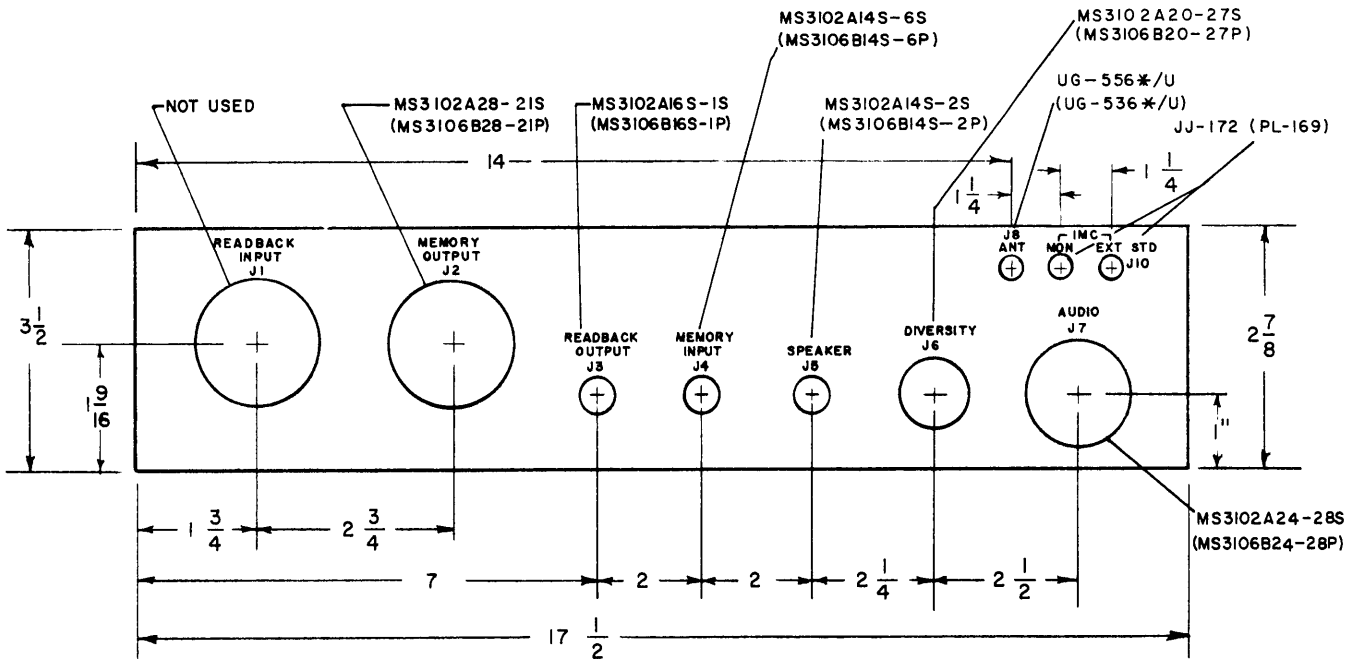 MS3102A14S-6S
(MS3106B14S-6P)
MS3102A20-27S
(MS3106B20-27P)
UG-556*/U
(UG-536*/U)
NOT USED
MS3102A28-21S
(MS3106B28-21P)
MS3102A16S-1S
(MS3106B16S-1P)
MS3102A14S-2S
(MS3106B14S-2P)
JJ-172 (PL-169)
14
1 1/4
1 1/4
READBACK
INPUT
J1
MEMORY
OUTPUT
J2
J8
ANT
IMC
MON
EXT STD
J10
3 1/2
1 9/16
READBACK
OUTPUT
J3
MEMORY
INPUT
J4
SPEAKER
J5
DIVERSITY
J6
AUDIO
J7
2 7/8
1"
MS3102A24-28S
(MS3106B24-28P)
1 3/4
2 3/4
7
2
2
2 1/4
2 1/2
17 1/2